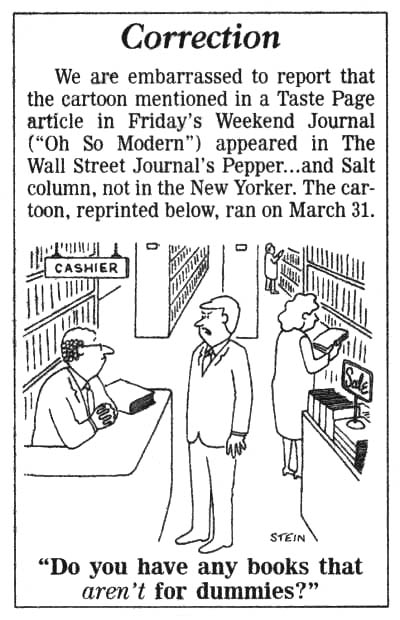 Correction
We are embarrassed to report that
the cartoon mentioned in a Taste Page
article in Friday's Weekend Journal
("Oh So Modern") appeared in The
Wall Street Journal's Pepper...and Salt
column, not in the New Yorker. The car-
toon, reprinted below, ran on March 31.
CASHIER
Sale
STEIN
"Do you have any books that
aren't for dummies?"